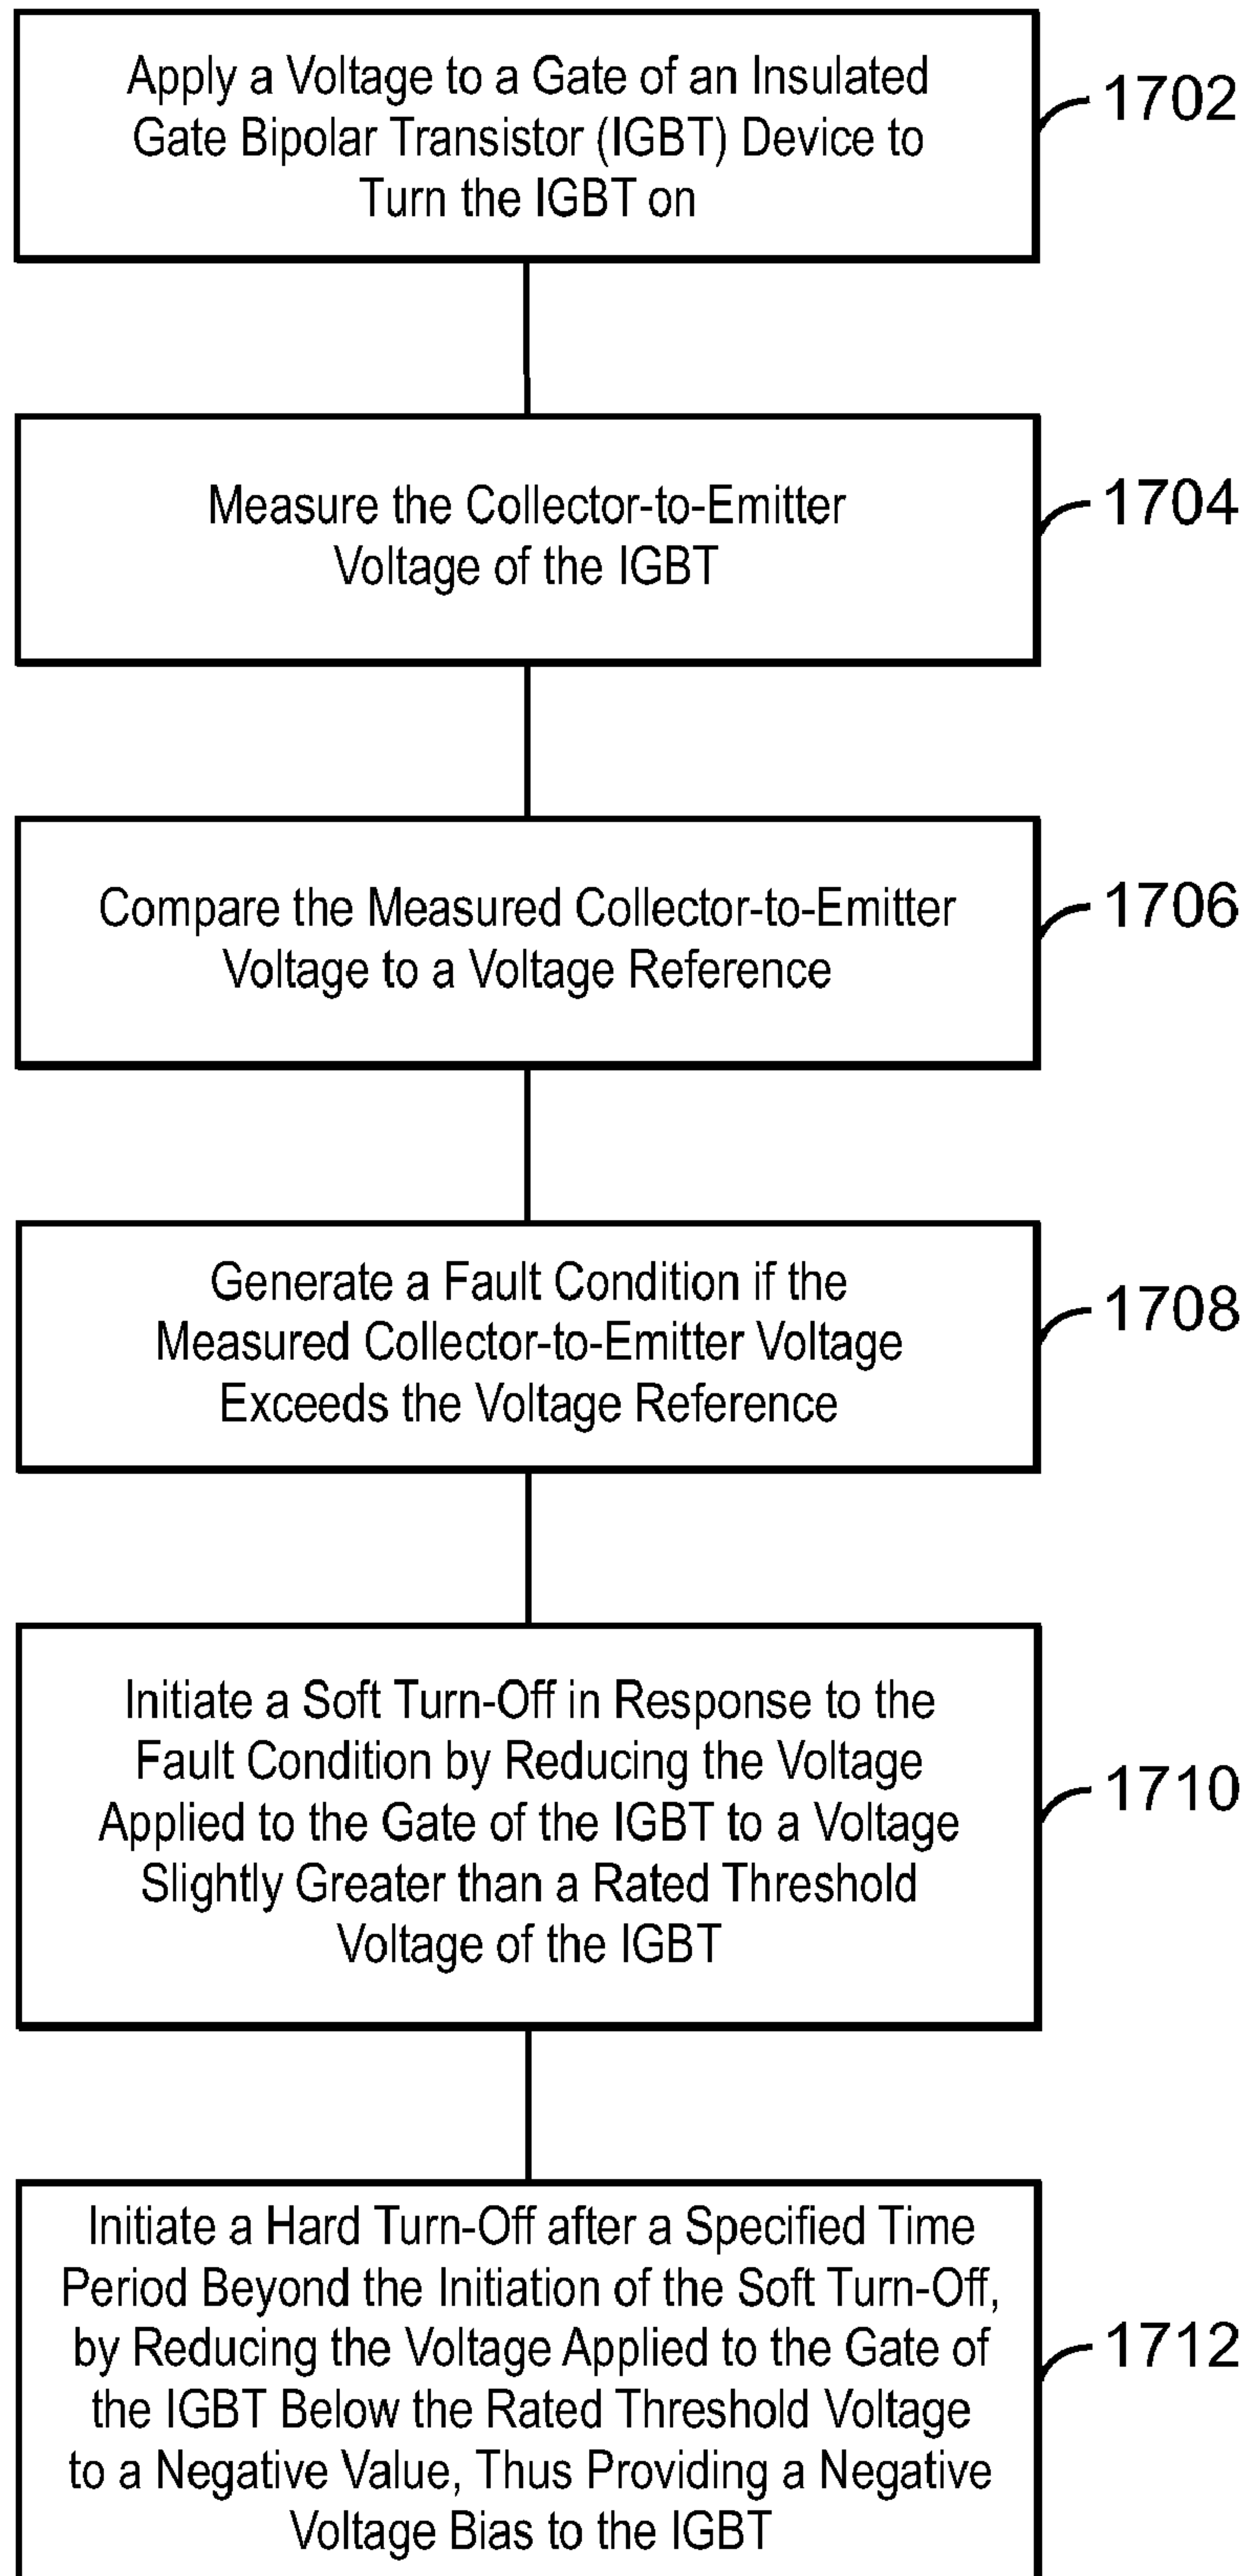 Apply a Voltage to a Gate of an Insulated
Gate Bipolar Transistor (IGBT) Device to
Turn the IGBT on
1702
Measure the Collector-to-Emitter
Voltage of the IGBT
1704
Compare the Measured Collector-to-Emitter
Voltage to a Voltage Reference
1706
Generate a Fault Condition if the
Measured Collector-to-Emitter Voltage
Exceeds the Voltage Reference
1708
Initiate a Soft Turn-Off in Response to the
Fault Condition by Reducing the Voltage
Applied to the Gate of the IGBT to a Voltage
Slightly Greater than a Rated Threshold
Voltage of the IGBT
1710
Initiate a Hard Turn-Off after a Specified Time
Period Beyond the Initiation of the Soft Turn-Off,
by Reducing the Voltage Applied to the Gate of
the IGBT Below the Rated Threshold Voltage
to a Negative Value, Thus Providing a Negative
Voltage Bias to the IGBT
1712